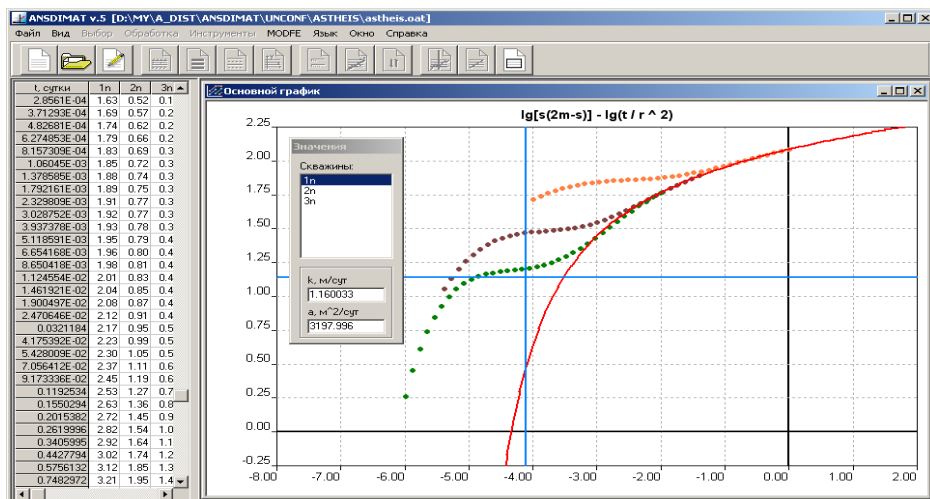 ANSDIMAT v.5 [D:\MY\A_DIST\ANSDIMAT\UNCONF\ASTHEIS\astheis.oat]
Файл Вид Выбор Обработка Инструменты MODFE Язык Окно Справка
t, сутки 1n 2n 3n
2.8561E-04 1.63 0.52 0.1
3.71293E-04 1.69 0.57 0.2
4.82681E-04 1.74 0.62 0.2
6.274853E-04 1.79 0.66 0.2
8.157309E-04 1.83 0.69 0.3
1.06045E-03 1.85 0.72 0.3
1.378585E-03 1.88 0.74 0.3
1.792161E-03 1.89 0.75 0.3
2.329809E-03 1.91 0.77 0.3
3.028752E-03 1.92 0.77 0.3
3.937378E-03 1.93 0.78 0.3
5.118591E-03 1.95 0.79 0.4
6.654168E-03 1.96 0.80 0.4
8.650418E-03 1.98 0.81 0.4
1.124554E-02 2.01 0.83 0.4
1.461921E-02 2.04 0.85 0.4
1.900497E-02 2.08 0.87 0.4
2.470646E-02 2.12 0.91 0.4
0.0321184 2.17 0.95 0.5
4.175392E-02 2.23 0.99 0.5
5.428009E-02 2.30 1.05 0.5
7.056412E-02 2.37 1.11 0.6
9.173336E-02 2.45 1.19 0.6
0.1192534 2.53 1.27 0.7
0.1550294 2.63 1.36 0.8
0.2015382 2.72 1.45 0.9
0.2619996 2.82 1.54 1.0
0.3405995 2.92 1.64 1.1
0.4427794 3.02 1.74 1.2
0.5756132 3.12 1.85 1.3
0.7482972 3.21 1.95 1.4
Основной график
lg[s(2m-s)] - lg(t / r ^ 2)
2.25
2.00
1.75
1.50
1.25
1.00
0.75
0.50
0.25
0.00
-0.25
-8.00 -7.00 -6.00 -5.00 -4.00 -3.00 -2.00 -1.00 0.00 1.00 2.00
Значения
Скважины:
1n
2n
3n
k, м/сут
1.160033
a, м^2/сут
3197.996